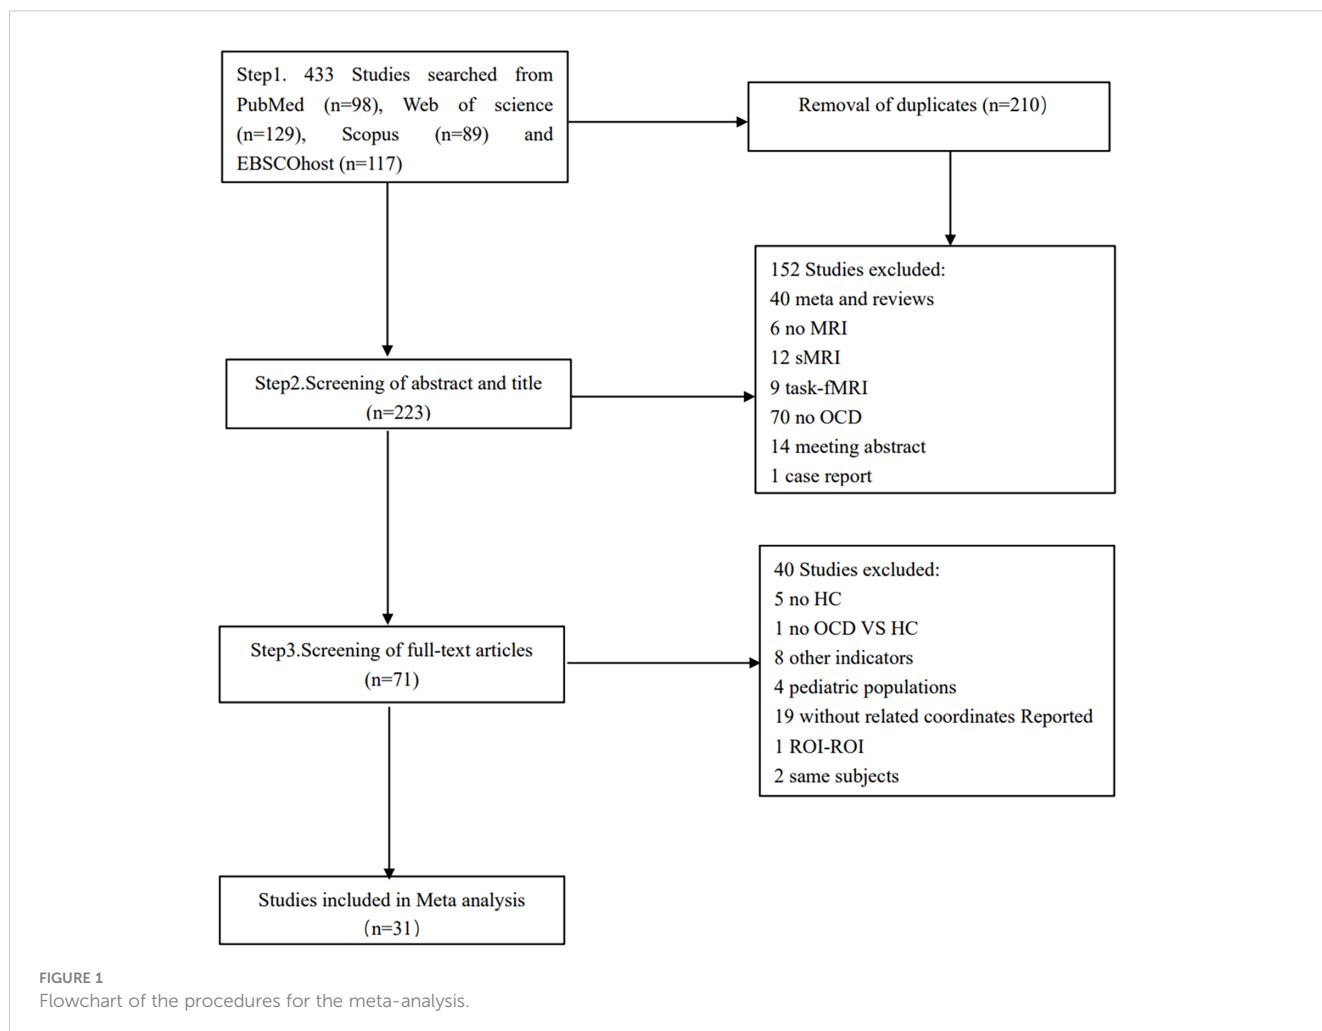 Step1. 433 Studies searched from
PubMed (n=98), Web of science
(n=129), Scopus (n=89) and
EBSCOhost (n=117)
Removal of duplicates (n=210)
152 Studies excluded:
40 meta and reviews
6 no MRI
12 sMRI
9 task-fMRI
70 no OCD
14 meeting abstract
1 case report
Step2.Screening of abstract and title
(n=223)
40 Studies excluded:
5 no HC
1 no OCD VS HC
8 other indicators
4 pediatric populations
19 without related coordinates Reported
1 ROI-ROI
2 same subjects
Step3.Screening of full-text articles
(n=71)
Studies included in Meta analysis
(n=31)
FIGURE 1
Flowchart of the procedures for the meta-analysis.